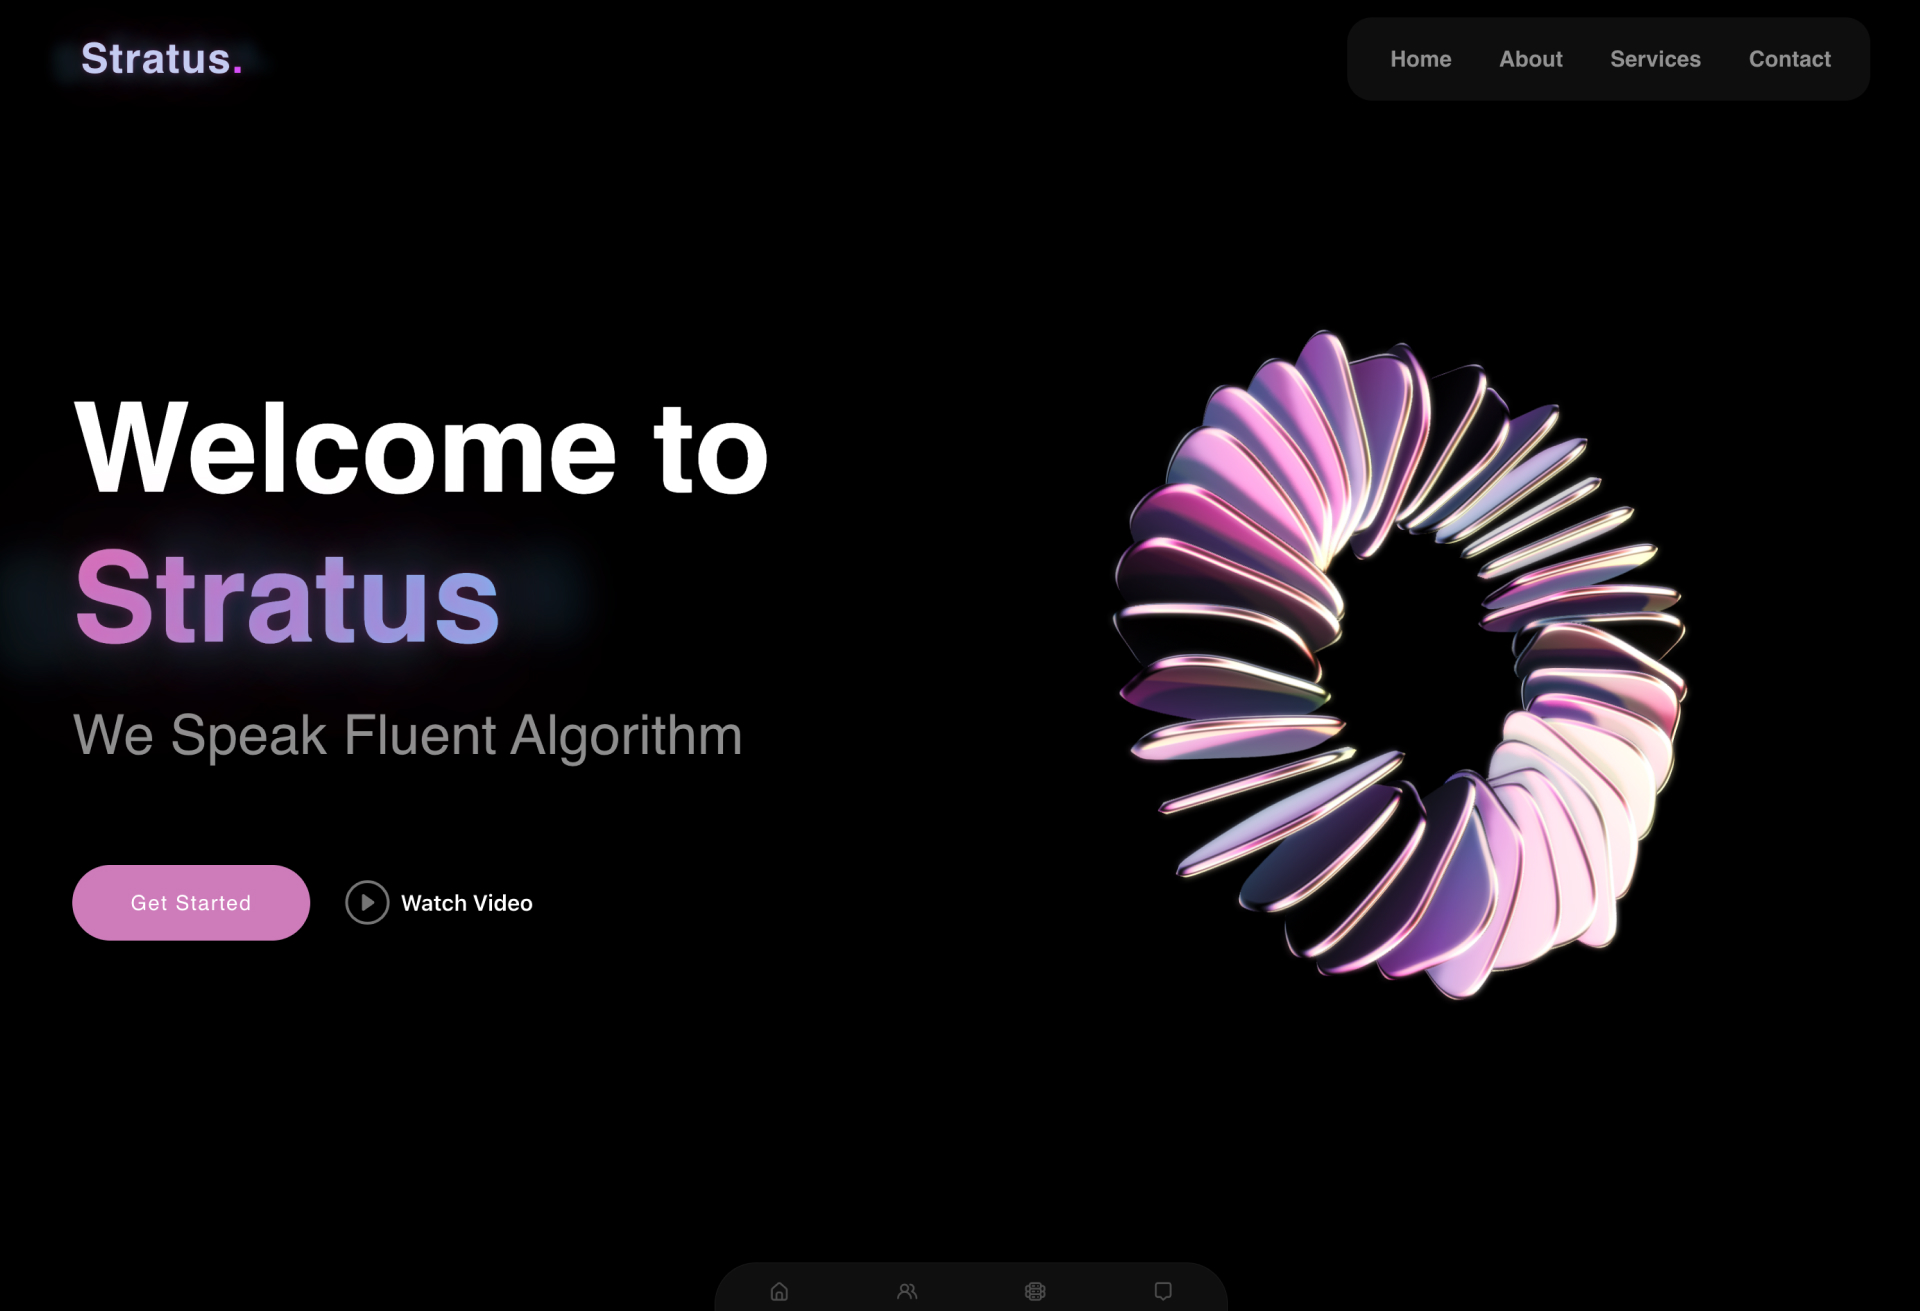 Stratus.
Home About Services Contact
Welcome to
Stratus
We Speak Fluent Algorithm
Get Started
Watch Video